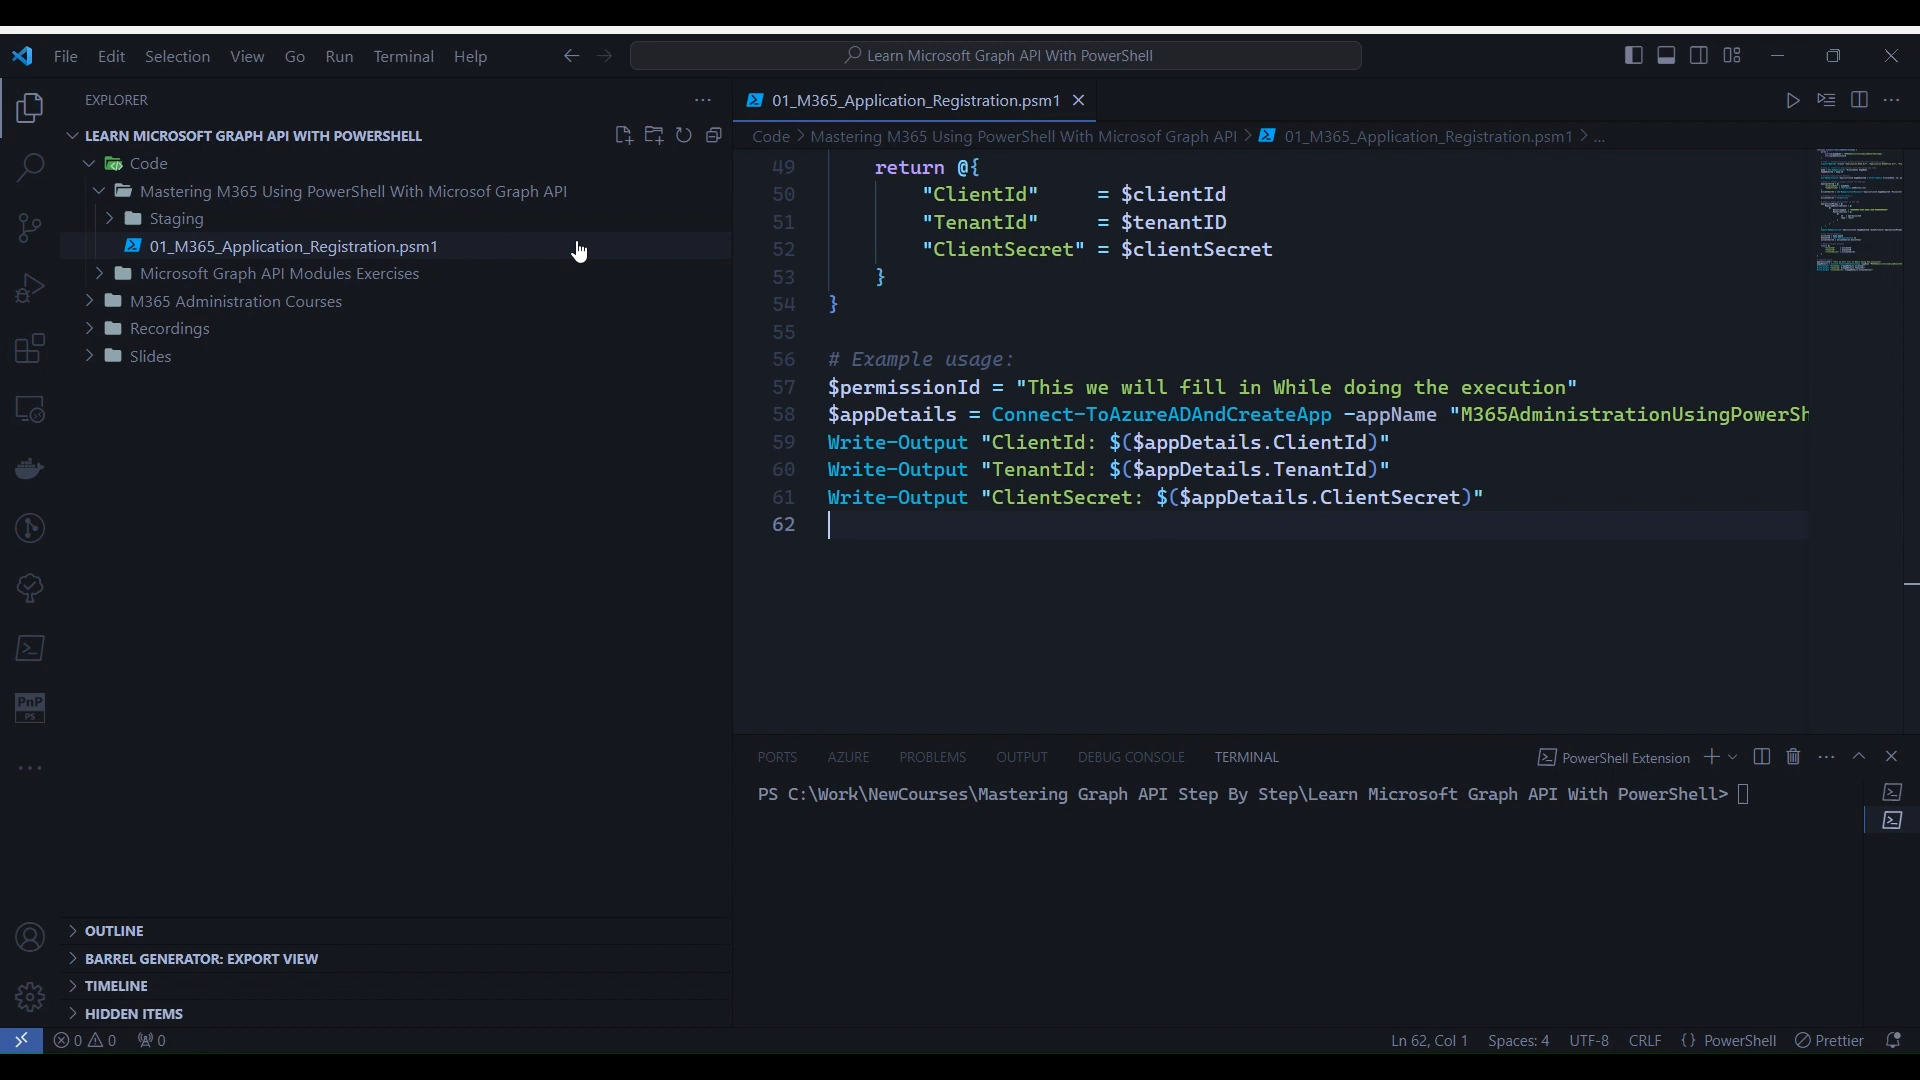 File Edit Selection View Go Run Terminal Help
Learn Microsoft Graph API With PowerShell
EXPLORER
LEARN MICROSOFT GRAPH API WITH POWERSHELL
Code
Mastering M365 Using PowerShell With Microsof Graph API
Staging
01_M365_Application_Registration.psm1
Microsoft Graph API Modules Exercises
M365 Administration Courses
Recordings
Slides
PnP
PS
OUTLINE
BARREL GENERATOR: EXPORT VIEW
TIMELINE
HIDDEN ITEMS
01_M365_Application_Registration.psm1
Code > Mastering M365 Using PowerShell With Microsof Graph API > 01_M365_Application_Registration.psm1 > ...
49 return @{
50 "ClientId" = $clientId
51 "TenantId" = $tenantID
52 "ClientSecret" = $clientSecret
53 }
54 }
55
56 # Example usage:
57 $permissionId = "This we will fill in While doing the execution"
58 $appDetails = Connect-ToAzureADAndCreateApp -appName "M365AdministrationUsingPowerSh
59 Write-Output "ClientId: $($appDetails.ClientId)"
60 Write-Output "TenantId: $($appDetails.TenantId)"
61 Write-Output "ClientSecret: $($appDetails.ClientSecret)"
62
PORTS AZURE PROBLEMS OUTPUT DEBUG CONSOLE TERMINAL
PowerShell Extension
PS C:\Work\NewCourses\Mastering Graph API Step By Step\Learn Microsoft Graph API With PowerShell>
0 0 0
Ln 62, Col 1 Spaces: 4 UTF-8 CRLF {} PowerShell Prettier